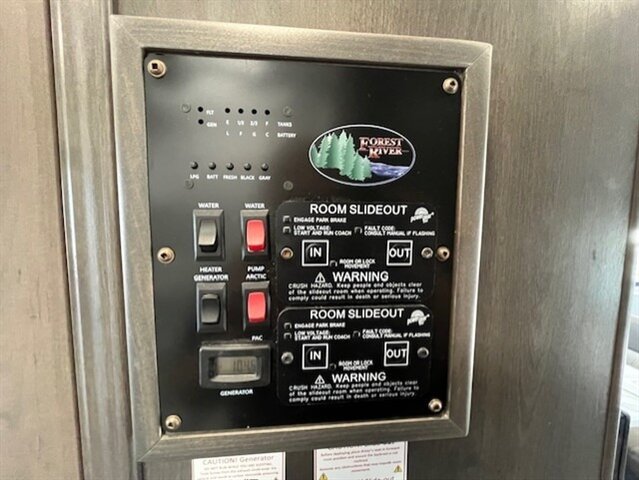 FLT E 1/3 2/3 F TANKS
GEN L F G C BATTERY
FOREST
RIVER
LPG BATT FRESH BLACK GRAY
WATER WATER
HEATER PUMP
GENERATOR ARCTIC
PAC
GENERATOR
ROOM SLIDEOUT
ENGAGE PARK BRAKE
LOW VOLTAGE: START AND RUN COACH
FAULT CODE: CONSULT MANUAL IF FLASHING
IN OUT
ROOM OR LOCK
MOVEMENT
WARNING
CRUSH HAZARD. Keep people and objects clear
of the slideout room when operating. Failure to
comply could result in death or serious injury.
ROOM SLIDEOUT
ENGAGE PARK BRAKE
LOW VOLTAGE: START AND RUN COACH
FAULT CODE: CONSULT MANUAL IF FLASHING
IN OUT
ROOM OR LOCK
MOVEMENT
WARNING
CRUSH HAZARD. Keep people and objects clear
of the slideout room when operating. Failure to
comply could result in death or serious injury.
CAUTION! Generator